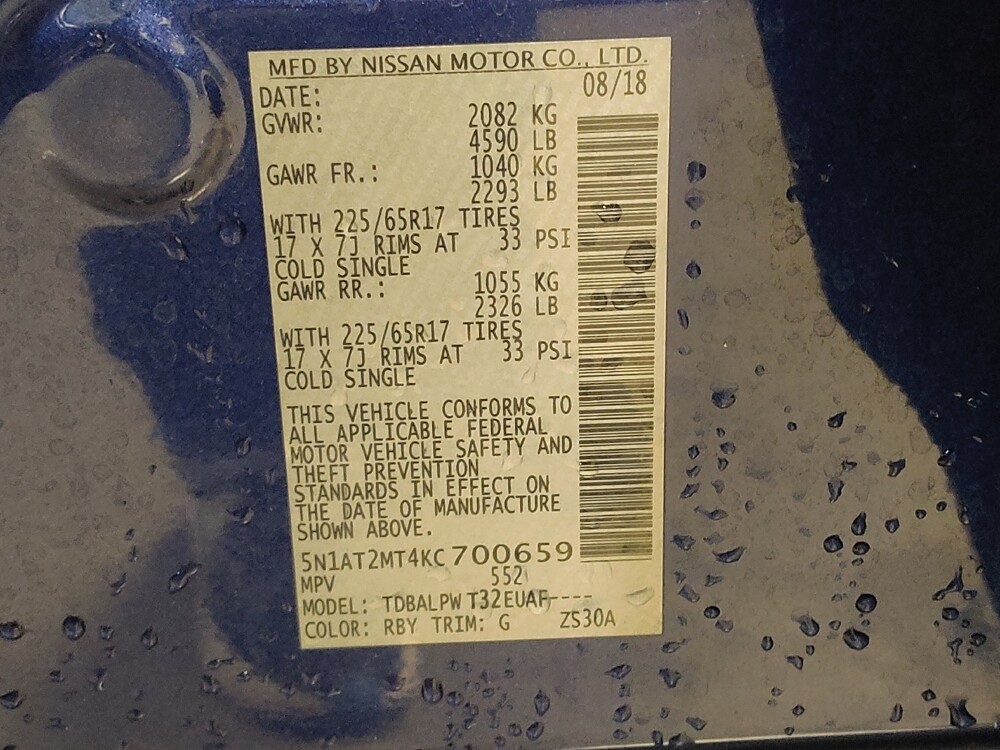 MFD BY NISSAN MOTOR CO., LTD.
DATE: 08/18
GVWR: 2082 KG
4590 LB
GAWR FR.: 1040 KG
2293 LB
WITH 225/65R17 TIRES
17 X 7J RIMS AT 33 PSI
COLD SINGLE
GAWR RR.: 1055 KG
2326 LB
WITH 225/65R17 TIRES
17 X 7J RIMS AT 33 PSI
COLD SINGLE
THIS VEHICLE CONFORMS TO
ALL APPLICABLE FEDERAL
MOTOR VEHICLE SAFETY AND
THEFT PREVENTION
STANDARDS IN EFFECT ON
THE DATE OF MANUFACTURE
SHOWN ABOVE.
5N1AT2MT4KC700659
MPV 552
MODEL: TDBALPW T32EUAF----
COLOR: RBY TRIM: G ZS30A